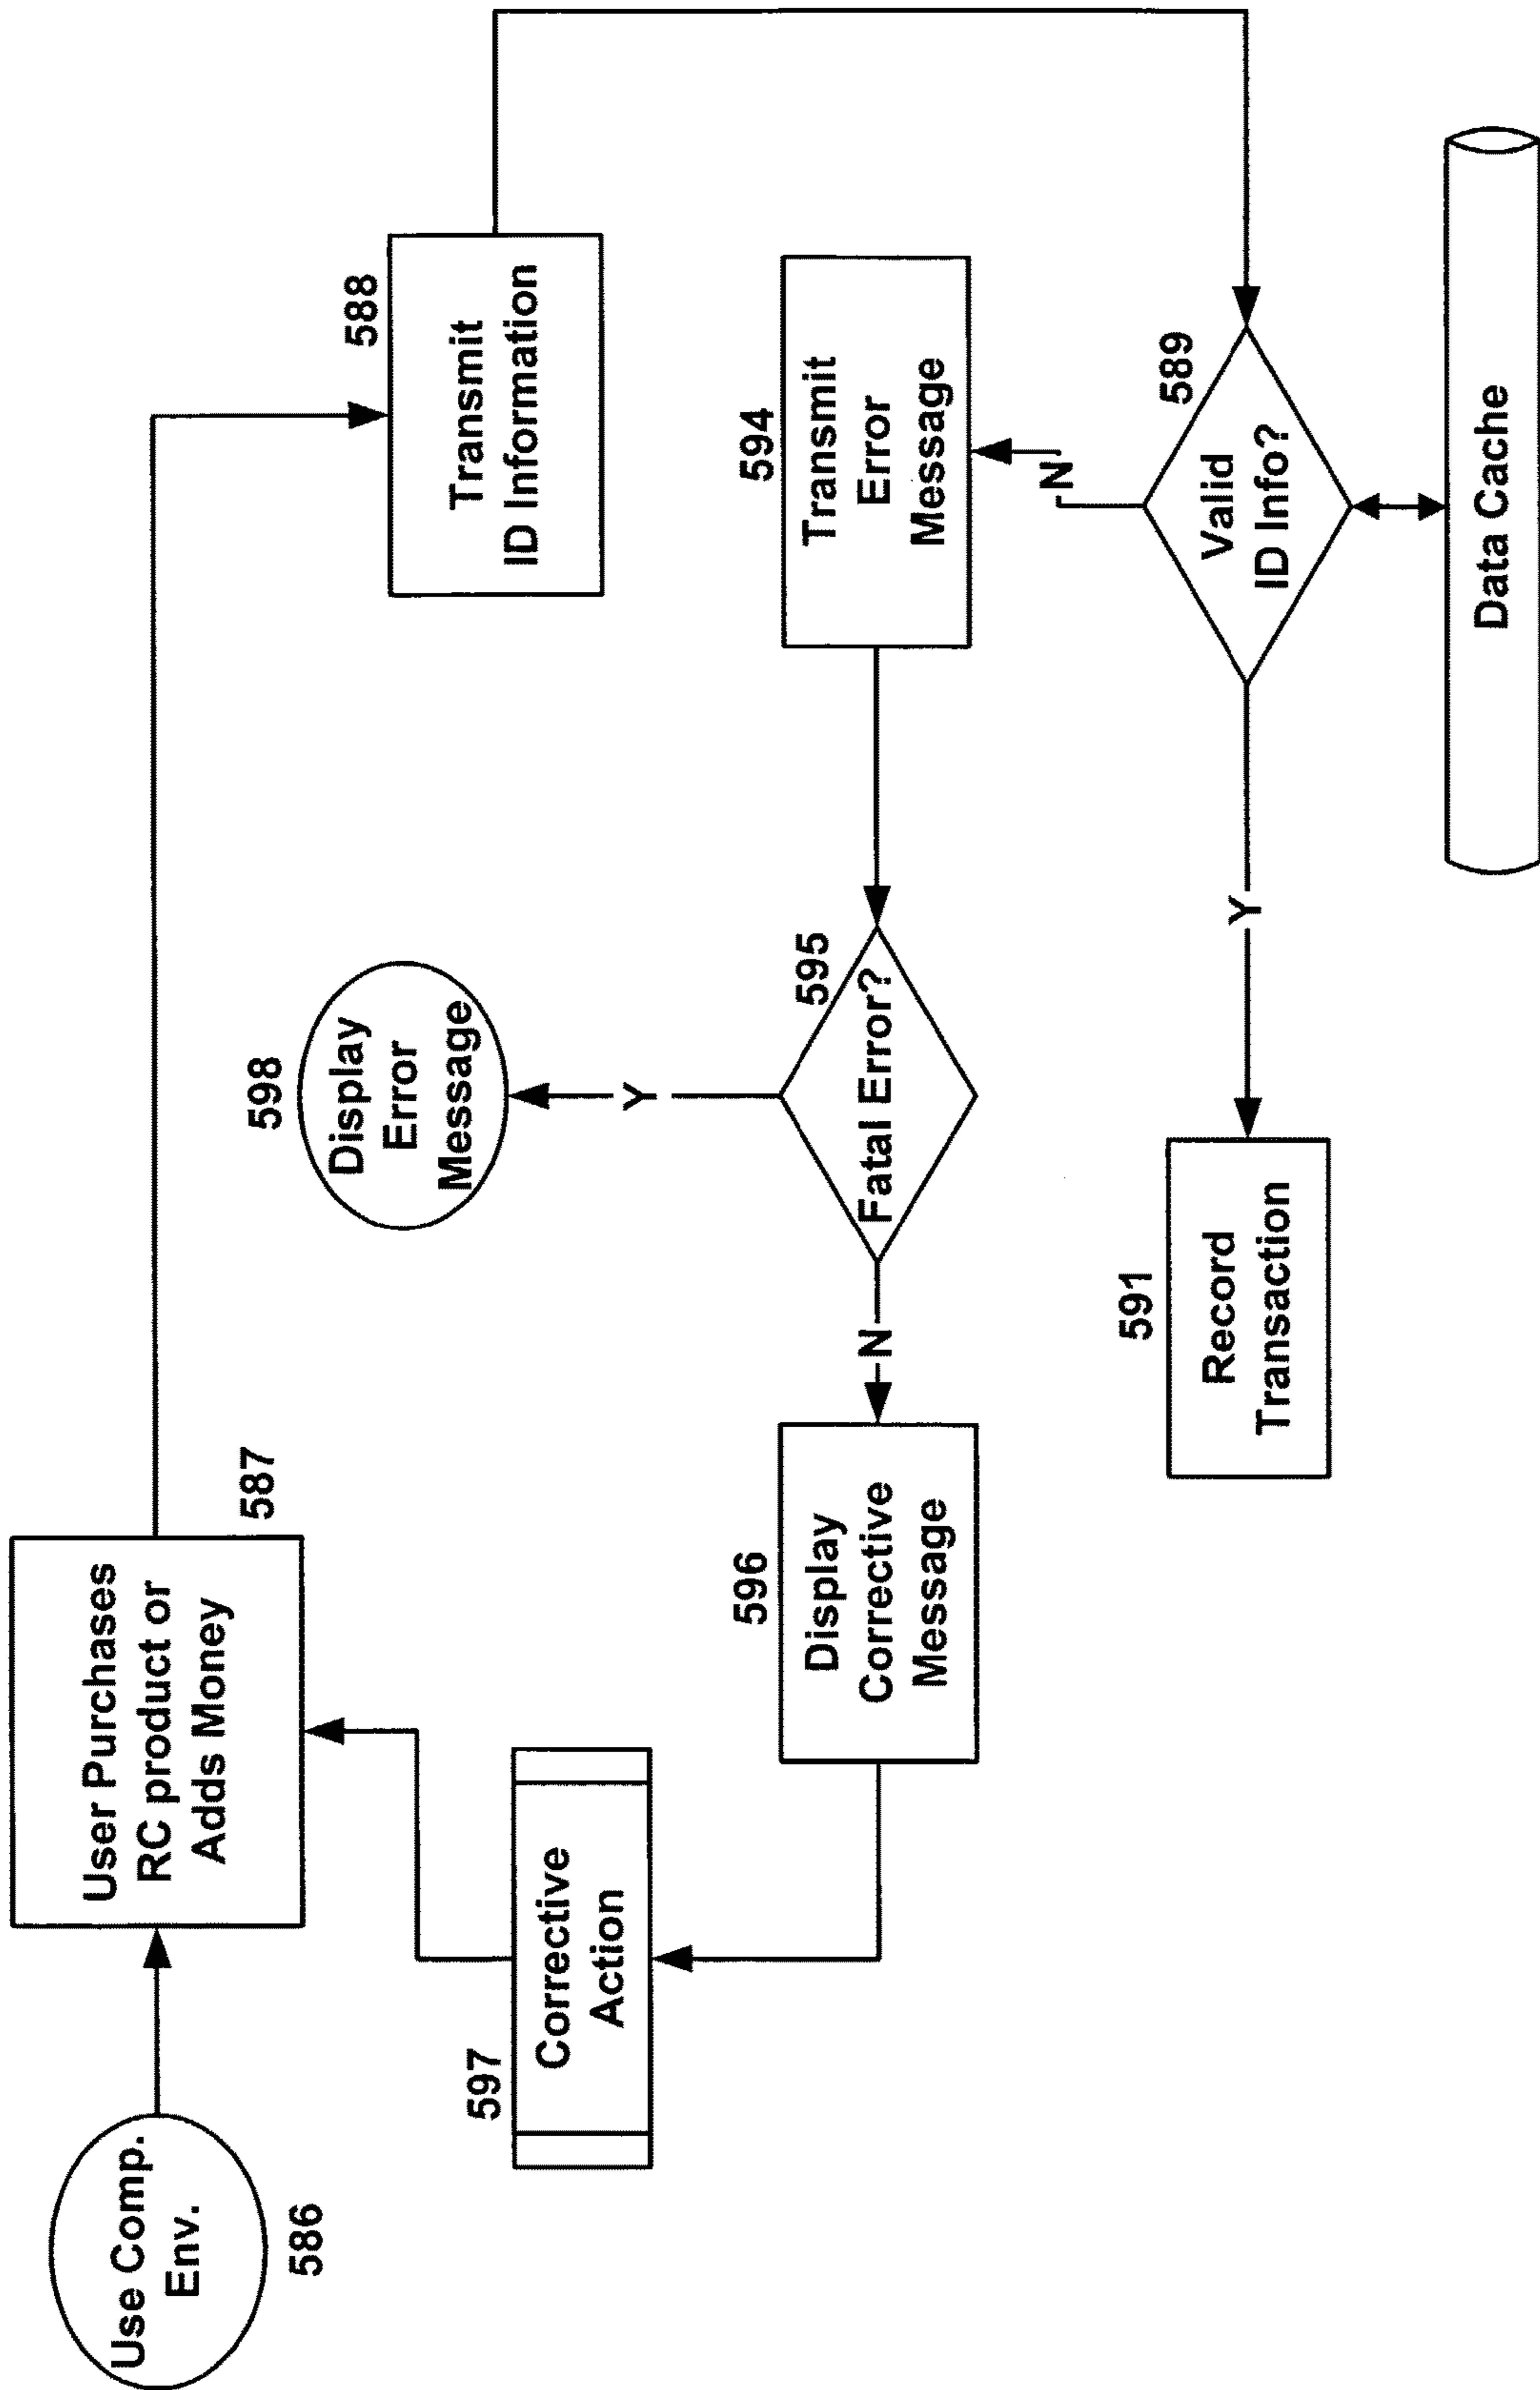 Use Comp.
Env.
586
User Purchases
RC product or
Adds Money
587
Transmit
ID Information
588
Valid
ID Info?
589
N
Y
Data Cache
Record
Transaction
591
Transmit
Error
Message
594
Fatal Error?
595
Y
N
Display
Error
Message
598
Display
Corrective
Message
596
Corrective
Action
597